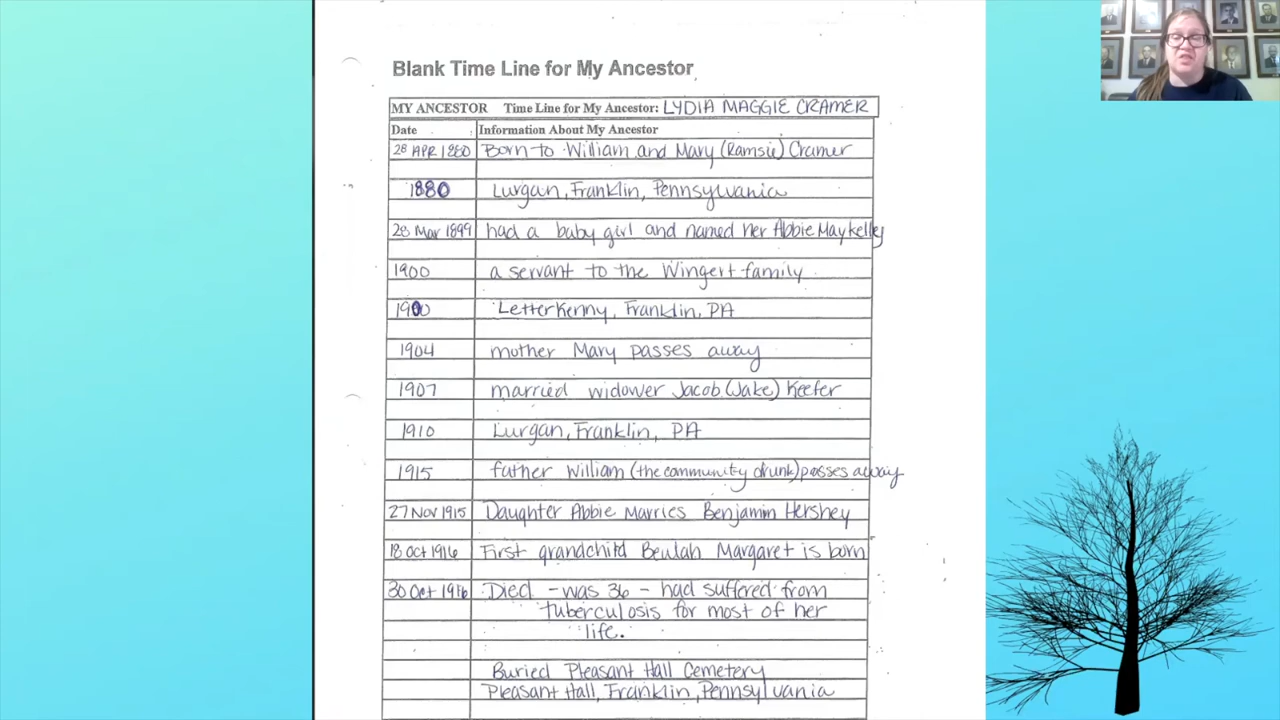 Blank Time Line for My Ancestor
MY ANCESTOR Time Line for My Ancestor: LYDIA MAGGIE CRAMER
Date Information About My Ancestor
28 APR 1880 Born to William and Mary (Ramsie) Cramer
1880 Lurgan, Franklin, Pennsylvania
28 Mar 1899 had a baby girl and named her Abbie May Kelley
1900 a servant to the Wingert family
1900 Letterkenny, Franklin, PA
1904 mother Mary passes away
1907 married widower Jacob (Jake) Keefer
1910 Lurgan, Franklin, PA
1915 father William (the community drunk) passes away
27 Nov 1915 Daughter Abbie Marries Benjamin Hershey
18 Oct 1916 First grandchild Beulah Margaret is born
30 Oct 1916 Died - was 36 - had suffered from
tuberculosis for most of her
life.
Buried Pleasant Hall Cemetery
Pleasant Hall, Franklin, Pennsylvania